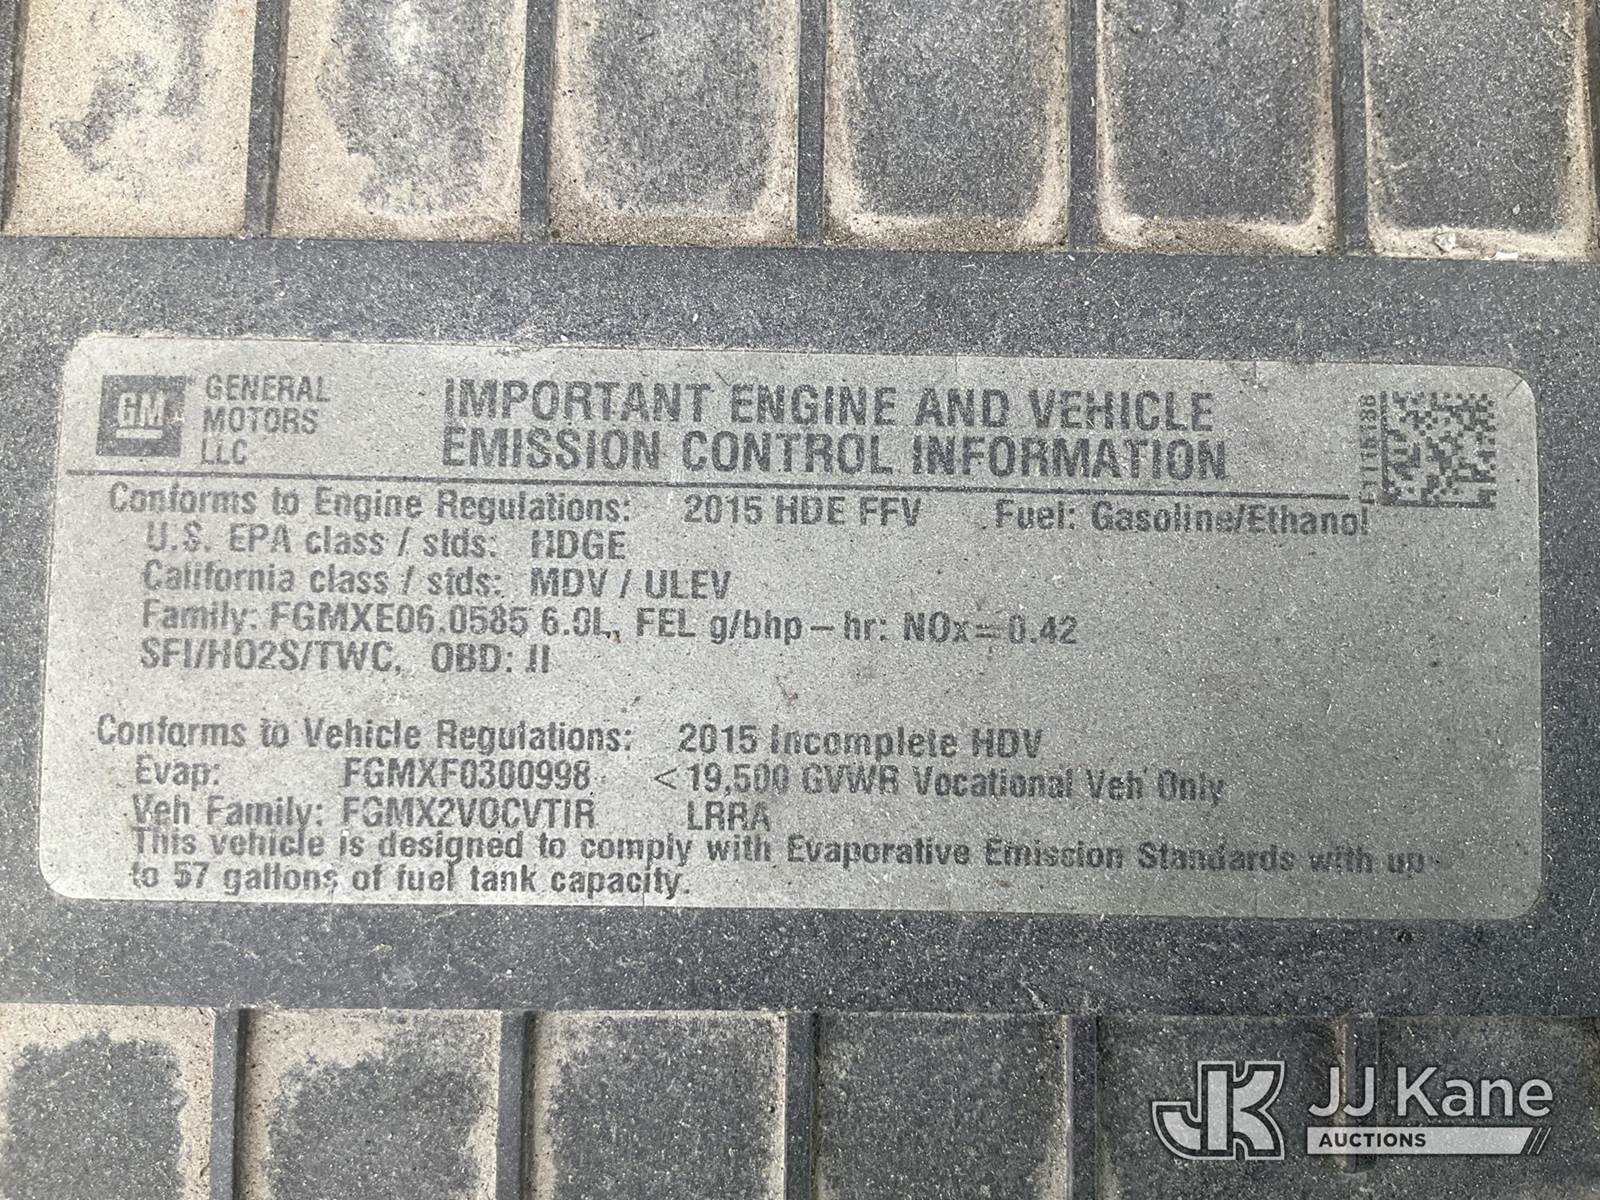 GM
GENERAL
MOTORS
LLC
IMPORTANT ENGINE AND VEHICLE
EMISSION CONTROL INFORMATION
Conforms to Engine Regulations: 2015 HDE FFV Fuel: Gasoline/Ethanol
U.S. EPA class / stds: HDGE
California class / stds: MDV / ULEV
Family: FGMXE06.0585 6.0L, FEL g/bhp-hr: NOx=0.42
SFI/HO2S/TWC, OBD: II
Conforms to Vehicle Regulations: 2015 Incomplete HDV
Evap: FGMXF0300998 <19,500 GVWR Vocational Veh Only
Veh Family: FGMX2VOCVTIR LRRA
This vehicle is designed to comply with Evaporative Emission Standards with up
to 57 gallons of fuel tank capacity.
JK JJ Kane
AUCTIONS